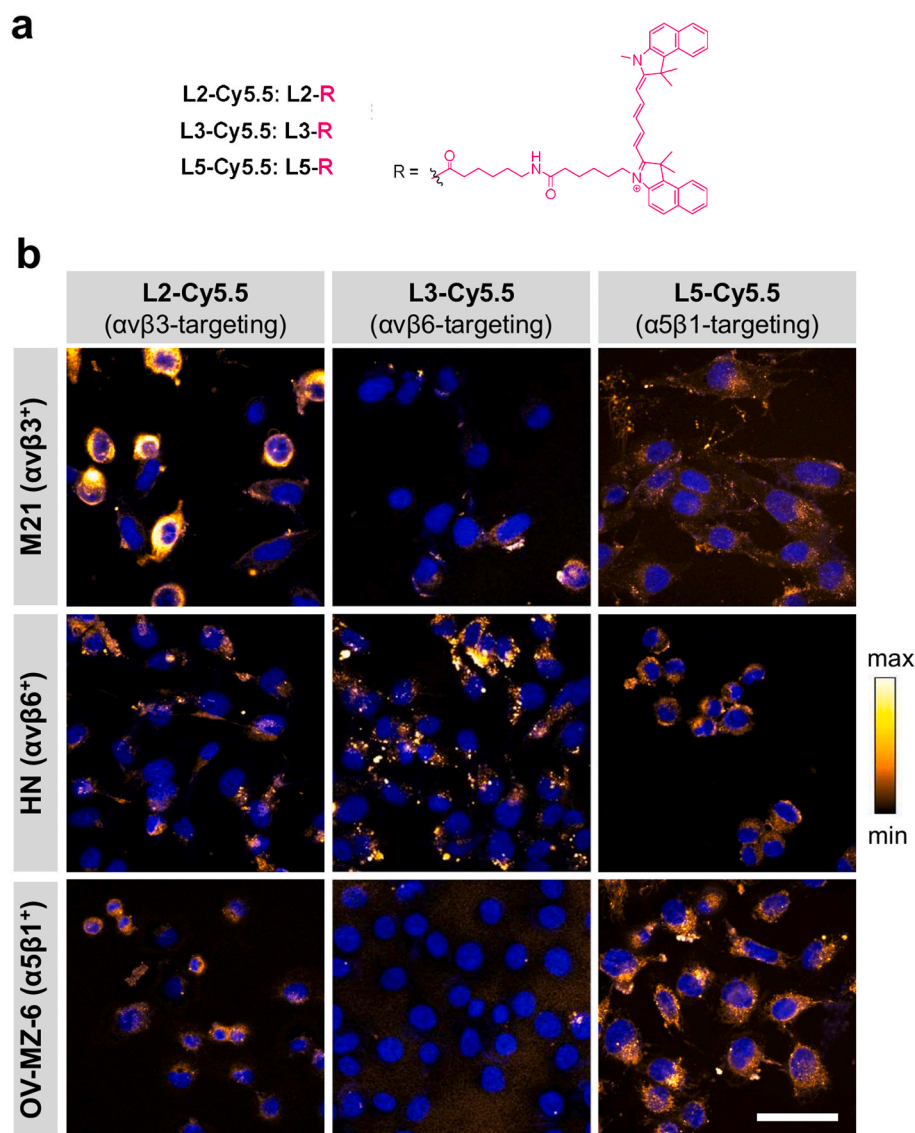 a
L2-Cy5.5: L2-R
L3-Cy5.5: L3-R
L5-Cy5.5: L5-R
R =
O
H
N
O
N
N
⊕
b
L2-Cy5.5
(αvβ3-targeting)
L3-Cy5.5
(αvβ6-targeting)
L5-Cy5.5
(α5β1-targeting)
M21 (αvβ3⁺)
HN (αvβ6⁺)
OV-MZ-6 (α5β1⁺)
max
min